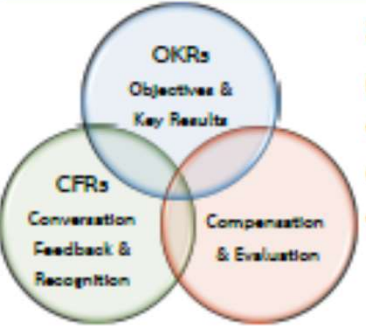 OKRs
Objectives &
Key Results
CFRs
Conversation
Feedback &
Recognition
Compensation
& Evaluation